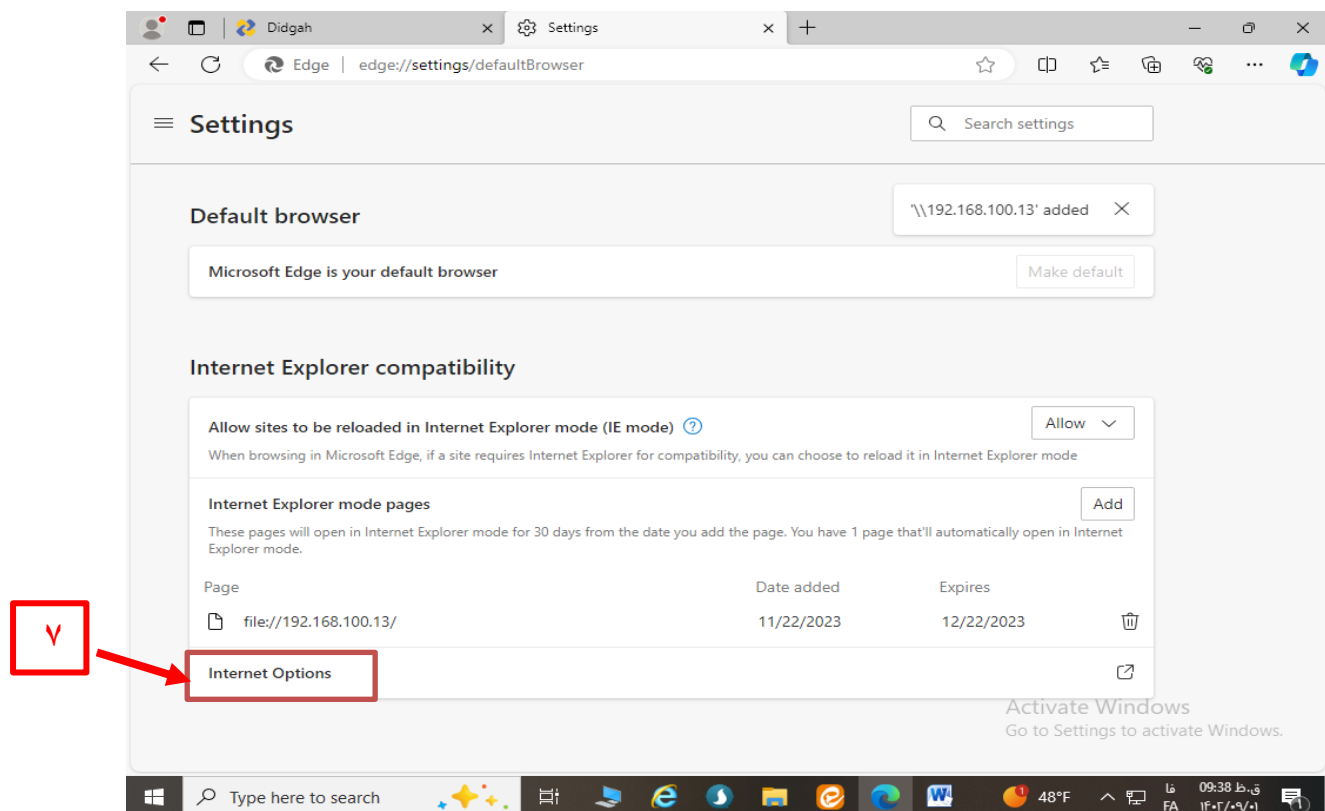 Didgah
Settings
Edge | edge://settings/defaultBrowser
Settings
Search settings
Default browser
'\\192.168.100.13' added
Microsoft Edge is your default browser
Make default
Internet Explorer compatibility
Allow sites to be reloaded in Internet Explorer mode (IE mode)
Allow
When browsing in Microsoft Edge, if a site requires Internet Explorer for compatibility, you can choose to reload it in Internet Explorer mode
Internet Explorer mode pages
Add
These pages will open in Internet Explorer mode for 30 days from the date you add the page. You have 1 page that'll automatically open in Internet
Explorer mode.
Page Date added Expires
file://192.168.100.13/ 11/22/2023 12/22/2023
۷
Internet Options
Activate Windows
Go to Settings to activate Windows.
Type here to search
1
48°F
فا
FA
09:38 ق.ظ
۱۴۰۲/۰۹/۰۱
1